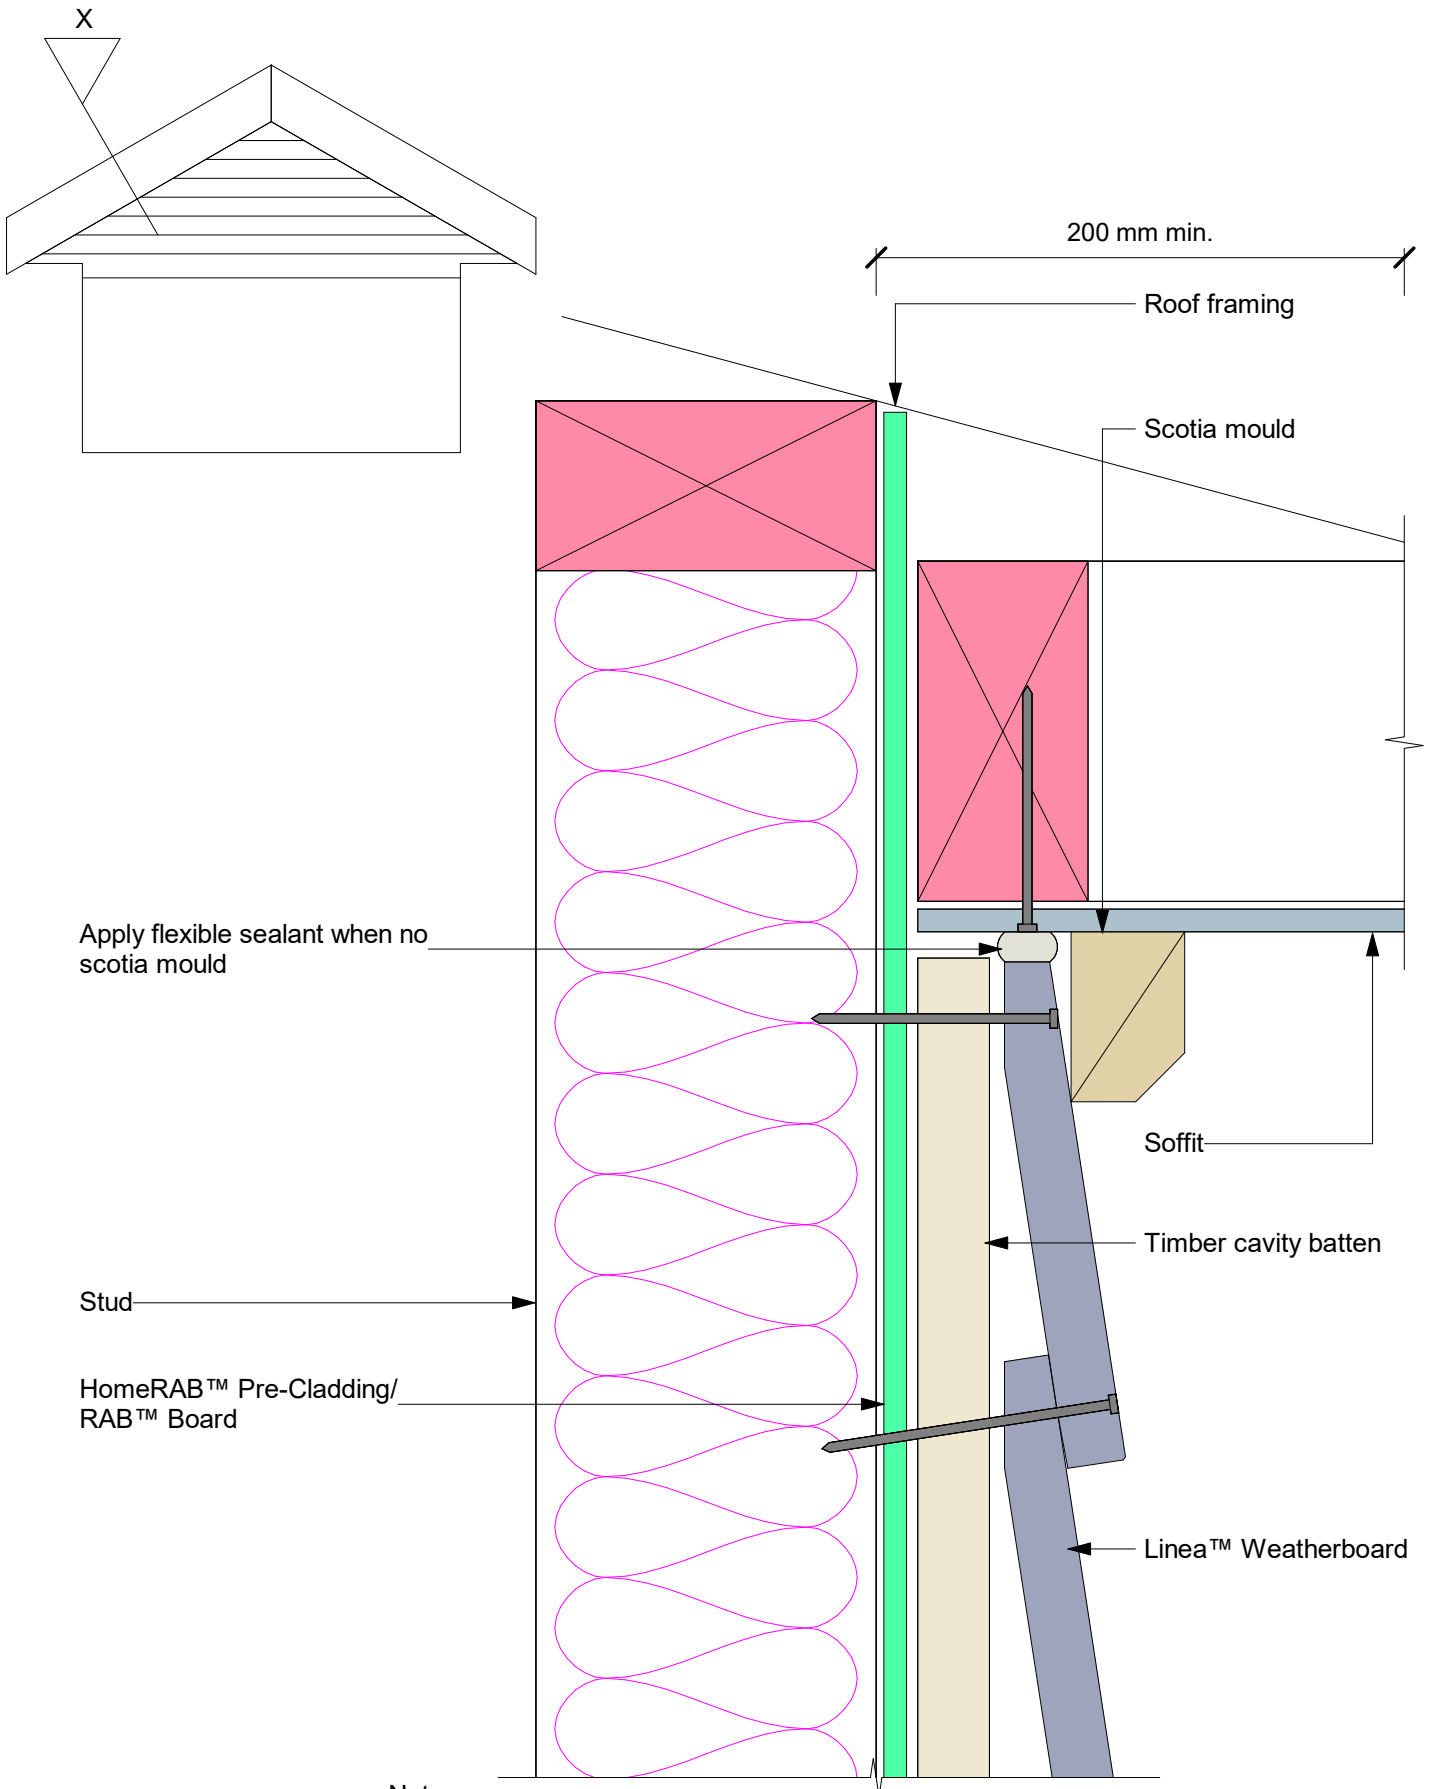 X
200 mm min.
Roof framing
Scotia mould
Apply flexible sealant when no
scotia mould
Soffit
Timber cavity batten
Stud
HomeRAB™ Pre-Cladding/
RAB™ Board
Linea™ Weatherboard